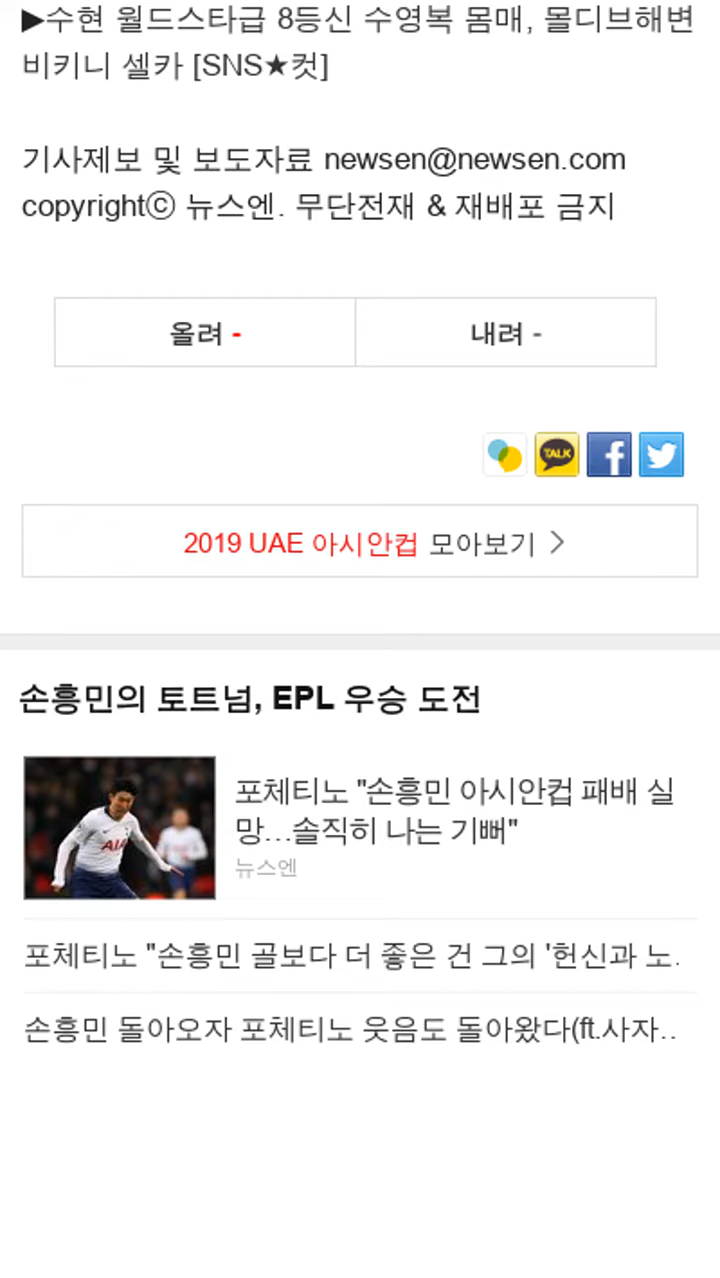 ▶수현 월드스타급 8등신 수영복 몸매, 몰디브해변
비키니 셀카 [SNS★컷]
기사제보 및 보도자료 newsen@newsen.com
copyrightⓒ 뉴스엔. 무단전재 & 재배포 금지
올려 -
내려 -
TALK
2019 UAE 아시안컵 모아보기 >
손흥민의 토트넘, EPL 우승 도전
포체티노 "손흥민 아시안컵 패배 실
망…솔직히 나는 기뻐"
AIA
뉴스엔
포체티노 "손흥민 골보다 더 좋은 건 그의 '헌신과 노.
손흥민 돌아오자 포체티노 웃음도 돌아왔다(ft.사자..